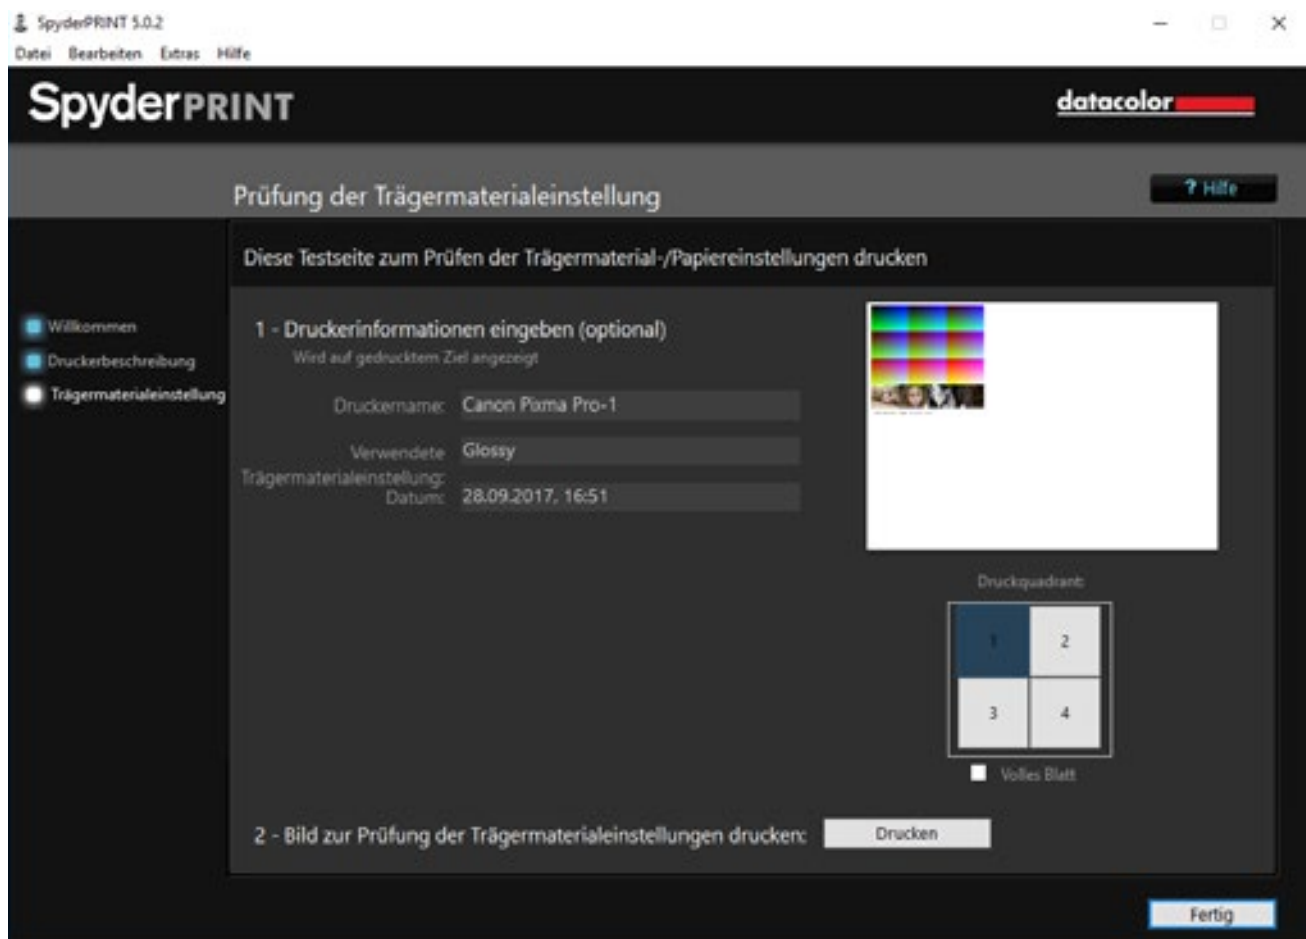 SpyderPRINT 5.0.2
Datei Bearbeiten Extras Hilfe
SpyderPRINT
datacolor
Prüfung der Trägermaterialeinstellung
? Hilfe
Diese Testseite zum Prüfen der Trägermaterial-/Papiereinstellungen drucken
Willkommen
Druckerbeschreibung
Trägermaterialeinstellung
1 - Druckerinformationen eingeben (optional)
Wird auf gedrucktem Ziel angezeigt
Druckername: Canon Pixma Pro-1
Verwendete Glossy
Trägermaterialeinstellung:
Datum: 28.09.2017, 16:51
Druckquadrant:
1 2
3 4
Volles Blatt
2 - Bild zur Prüfung der Trägermaterialeinstellungen drucken: Drucken
Fertig